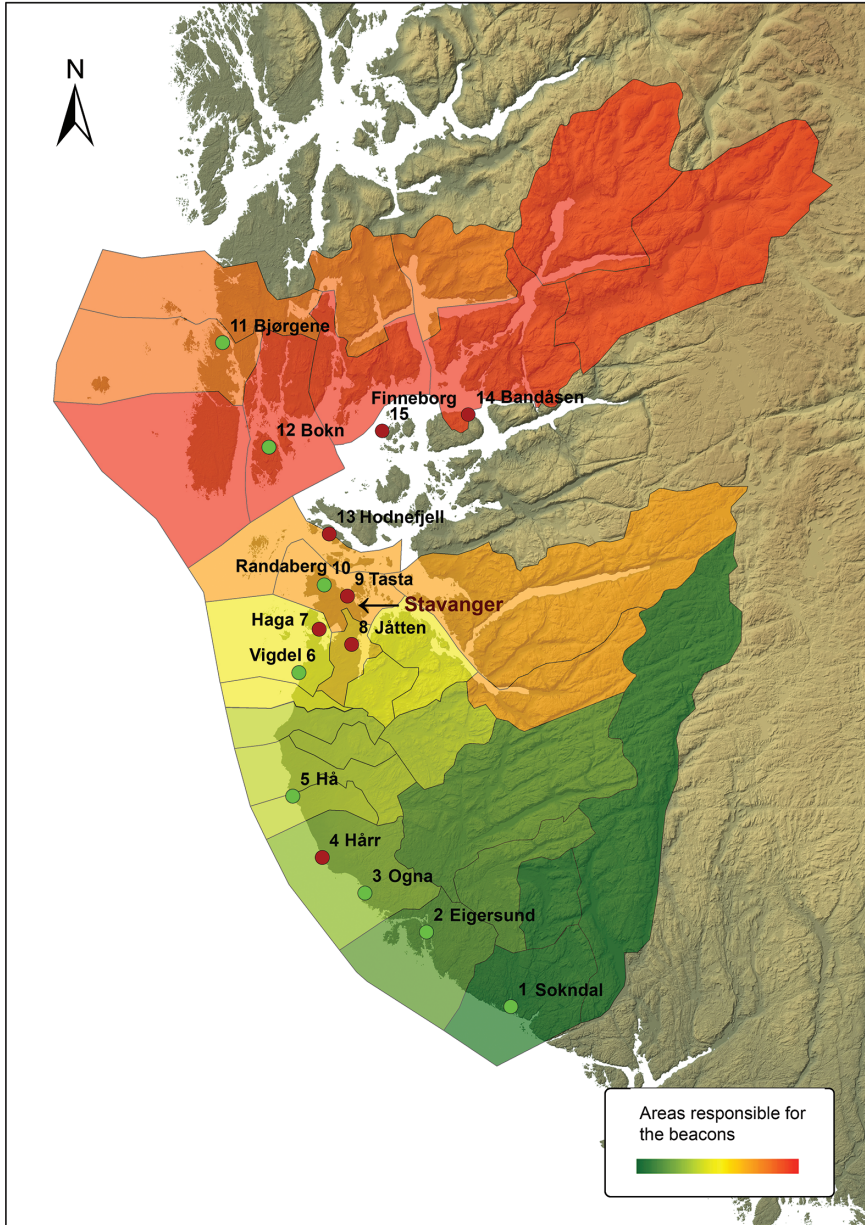 N
11 Bjørgene
Finneborg
15
14 Bandåsen
12 Bokn
13 Hodnefjell
Randaberg 10
9 Tasta
Stavanger
Haga 7
8 Jåtten
Vigdel 6
5 Hå
4 Hårr
3 Ogna
2 Eigersund
1 Sokndal
Areas responsible for
the beacons